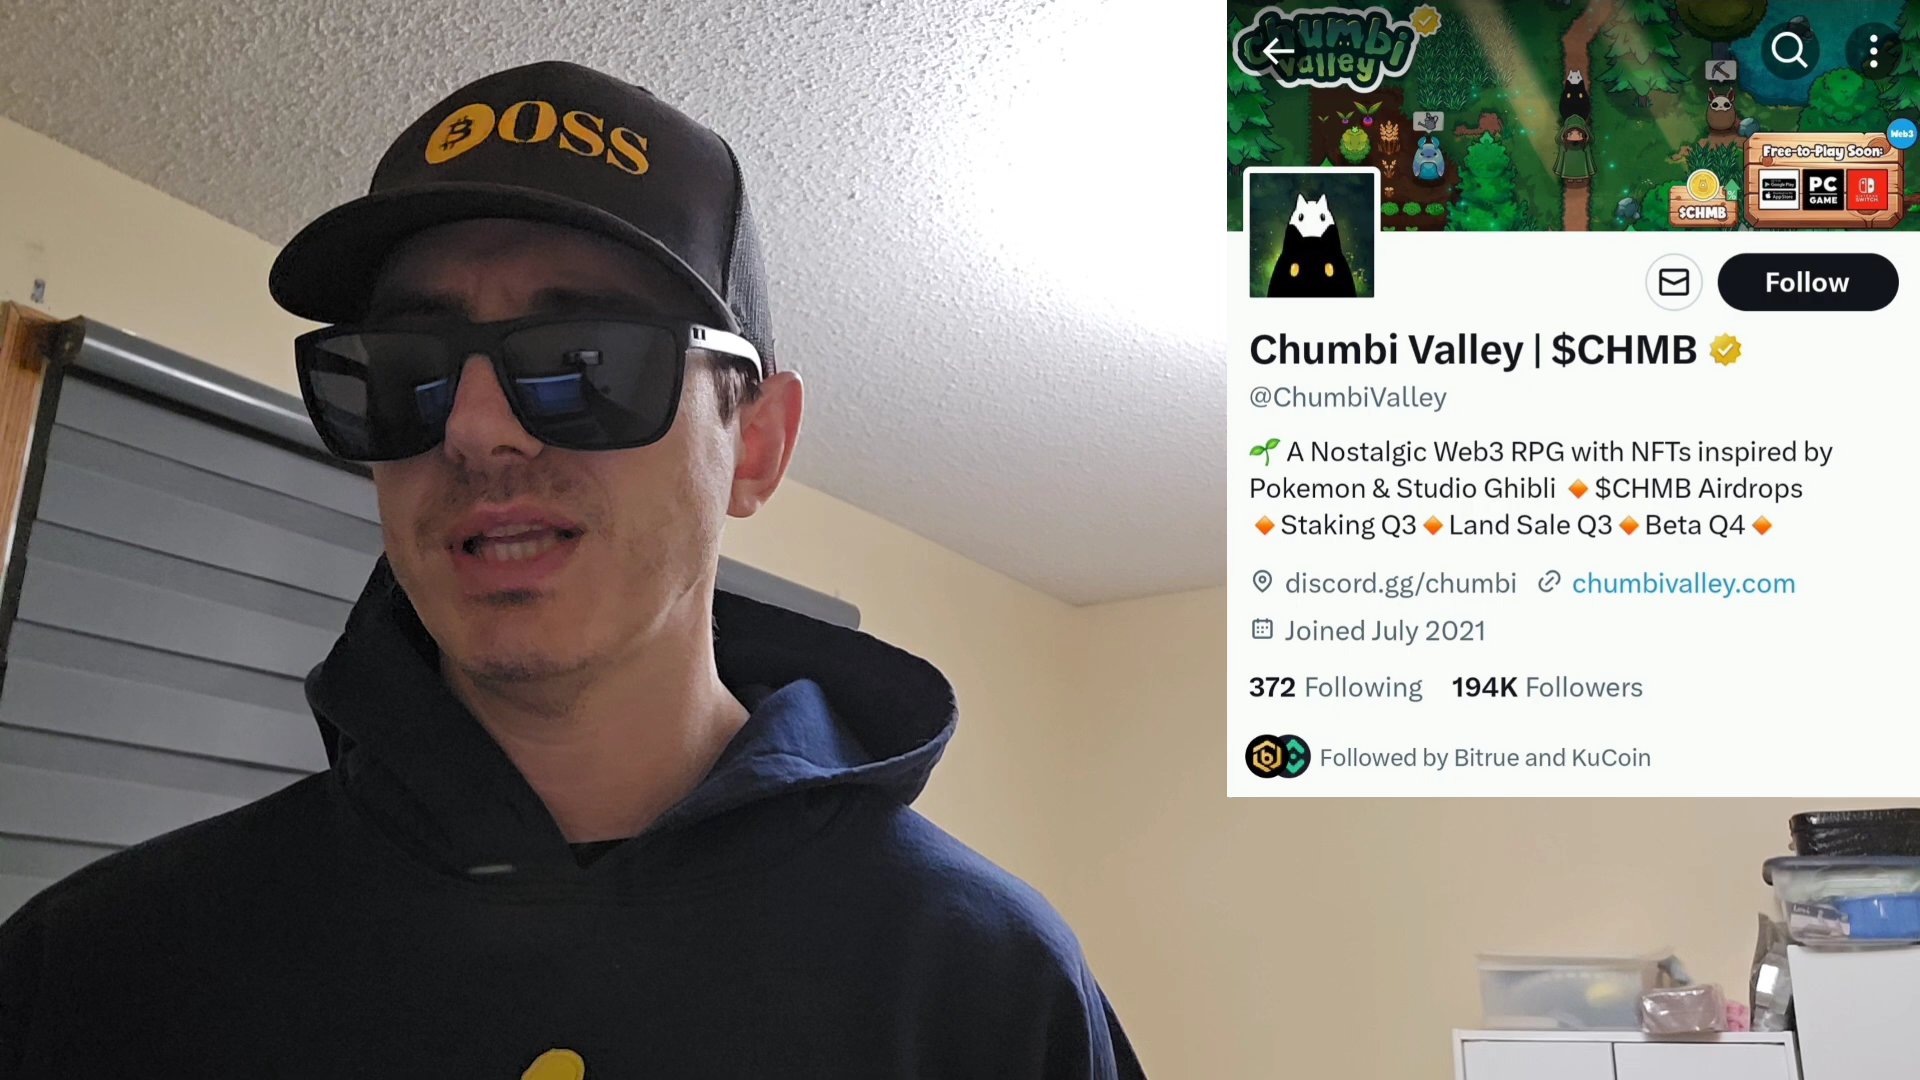 BOSS
Chumbi
Valley
Web3
Free-to-Play Soon:
PC
GAME
$CHMB
Follow
Chumbi Valley | $CHMB
@ChumbiValley
🌱 A Nostalgic Web3 RPG with NFTs inspired by
Pokemon & Studio Ghibli 🔸$CHMB Airdrops
🔸Staking Q3🔸Land Sale Q3🔸Beta Q4🔸
discord.gg/chumbi chumbivalley.com
Joined July 2021
372 Following 194K Followers
Followed by Bitrue and KuCoin